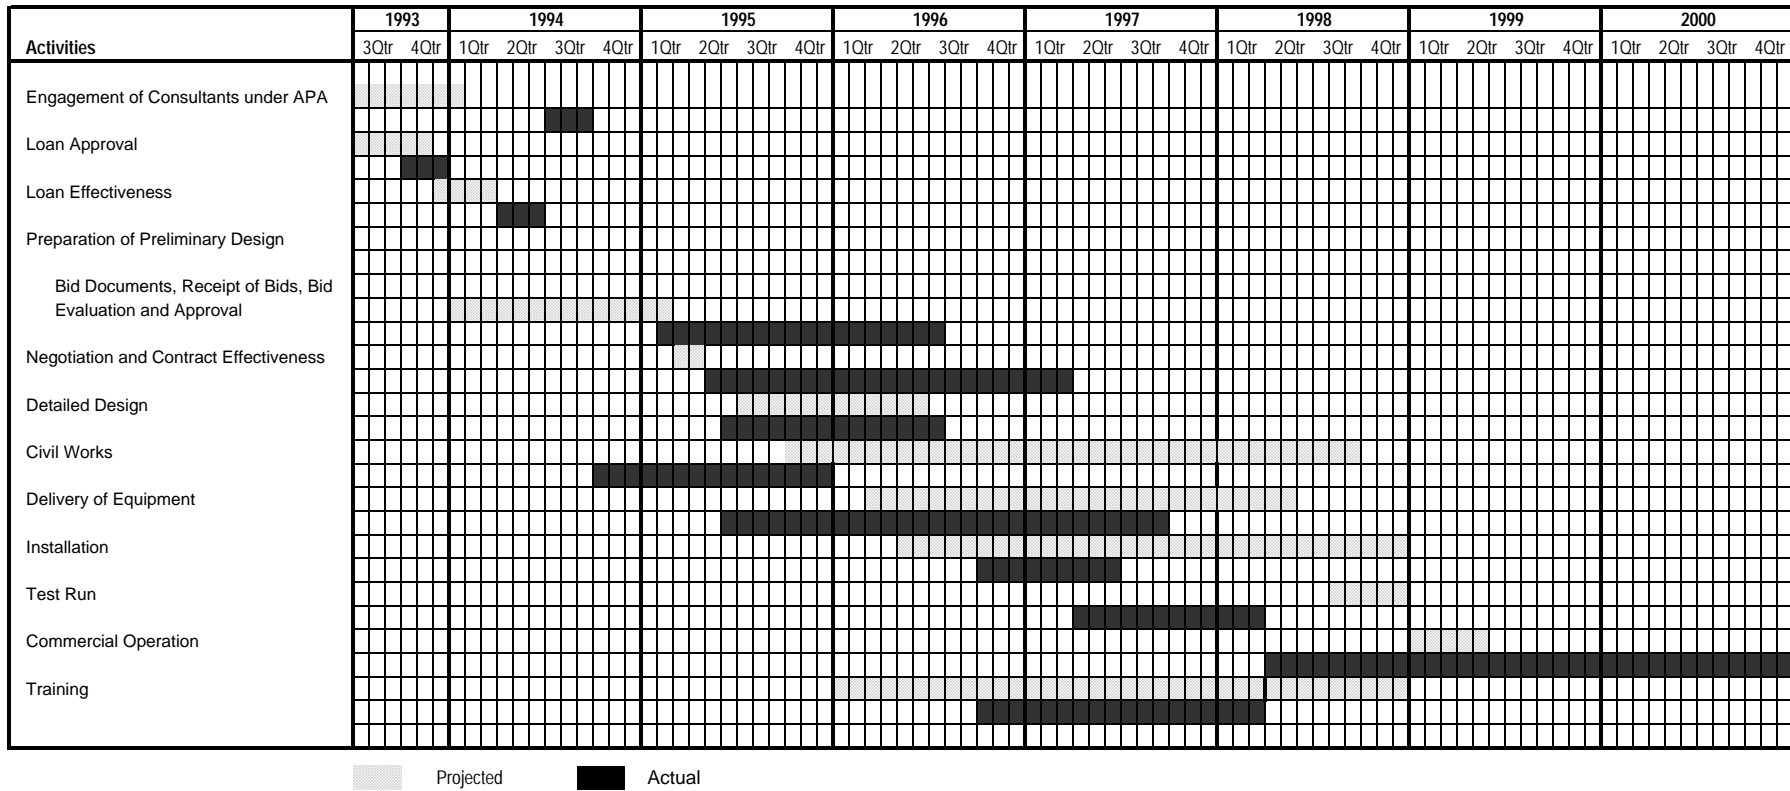 1993 1994 1995 1996 1997 1998 1999 2000
Activities 3Qtr 4Qtr 1Qtr 2Qtr 3Qtr 4Qtr 1Qtr 2Qtr 3Qtr 4Qtr 1Qtr 2Qtr 3Qtr 4Qtr 1Qtr 2Qtr 3Qtr 4Qtr 1Qtr 2Qtr 3Qtr 4Qtr 1Qtr 2Qtr 3Qtr 4Qtr 1Qtr 2Qtr 3Qtr 4Qtr
Engagement of Consultants under APA
Loan Approval
Loan Effectiveness
Preparation of Preliminary Design
Bid Documents, Receipt of Bids, Bid
Evaluation and Approval
Negotiation and Contract Effectiveness
Detailed Design
Civil Works
Delivery of Equipment
Installation
Test Run
Commercial Operation
Training
Projected Actual